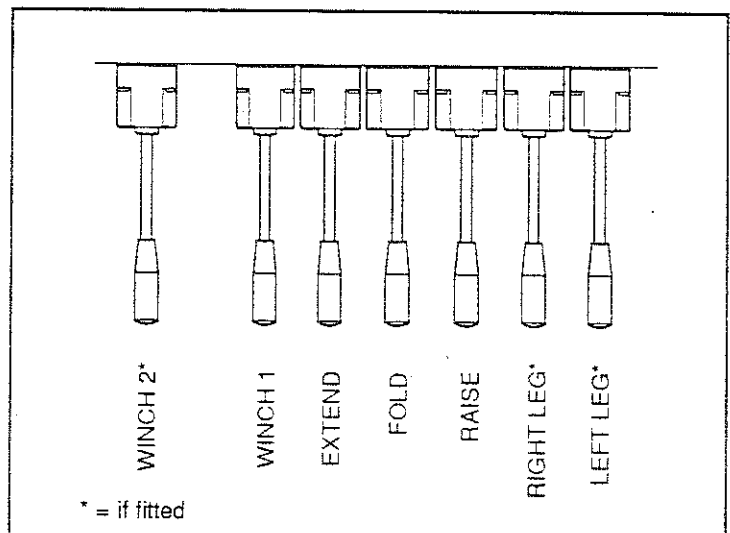 WINCH 2*
WINCH 1
EXTEND
FOLD
RAISE
RIGHT LEG*
LEFT LEG*
* = if fitted